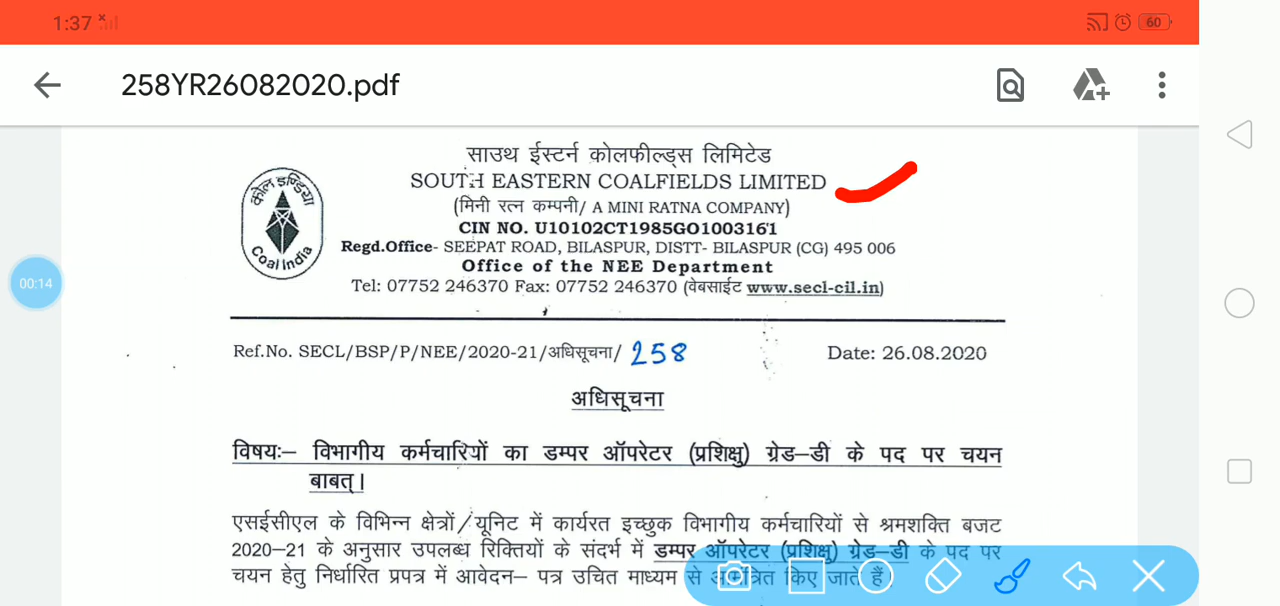 1:37
60
258YR26082020.pdf
साउथ ईस्टर्न कोलफील्ड्स लिमिटेड
SOUTH EASTERN COALFIELDS LIMITED
(मिनी रत्न कम्पनी/ A MINI RATNA COMPANY)
CIN NO. U10102CT1985GO1003161
Regd.Office- SEEPAT ROAD, BILASPUR, DISTT- BILASPUR (CG) 495 006
Office of the NEE Department
Tel: 07752 246370 Fax: 07752 246370 (वेबसाईट www.secl-cil.in)
कोल इण्डिया
Coal India
00:14
Ref.No. SECL/BSP/P/NEE/2020-21/अधिसूचना/ 258
Date: 26.08.2020
अधिसूचना
विषयः– विभागीय कर्मचारियों का डम्पर ऑपरेटर (प्रशिक्षु) ग्रेड–डी के पद पर चयन
बाबत्।
एसईसीएल के विभिन्न क्षेत्रों/यूनिट में कार्यरत इच्छुक विभागीय कर्मचारियों से श्रमशक्ति बजट
2020–21 के अनुसार उपलब्ध रिक्तियों के संदर्भ में डम्पर ऑपरेटर (प्रशिक्षु) ग्रेड–डी के पद पर
चयन हेतु निर्धारित प्रपत्र में आवेदन– पत्र उचित माध्यम से आमंत्रित किए जाते हैं।